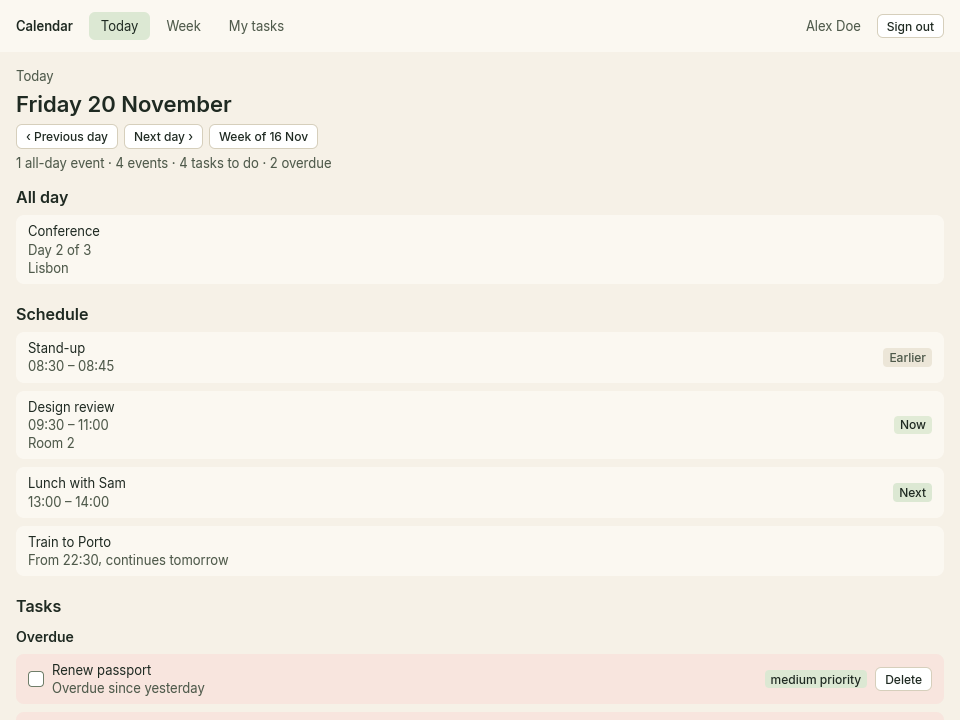 Calendar Today Week My tasks Alex Doe Sign out
Today
Friday 20 November
‹ Previous day Next day › Week of 16 Nov
1 all-day event · 4 events · 4 tasks to do · 2 overdue
All day
Conference
Day 2 of 3
Lisbon
Schedule
Stand-up
08:30 – 08:45
Earlier
Design review
09:30 – 11:00
Room 2
Now
Lunch with Sam
13:00 – 14:00
Next
Train to Porto
From 22:30, continues tomorrow
Tasks
Overdue
Renew passport
Overdue since yesterday
medium priority Delete